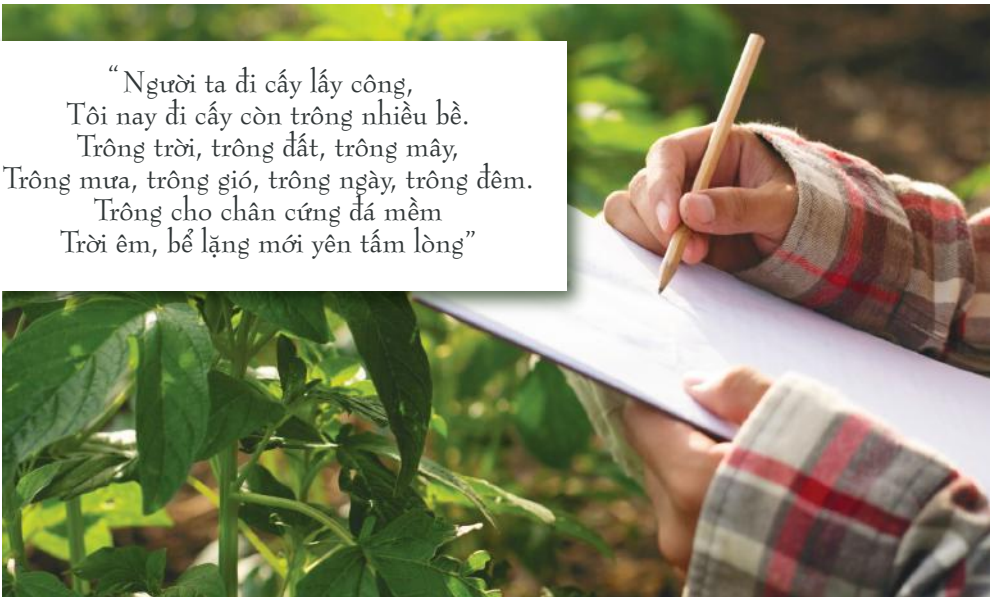 “Người ta đi cấy lấy công,
Tôi nay đi cấy còn trông nhiều bề.
Trông trời, trông đất, trông mây,
Trông mưa, trông gió, trông ngày, trông đêm.
Trông cho chân cứng đá mềm
Trời êm, bể lặng mới yên tấm lòng”